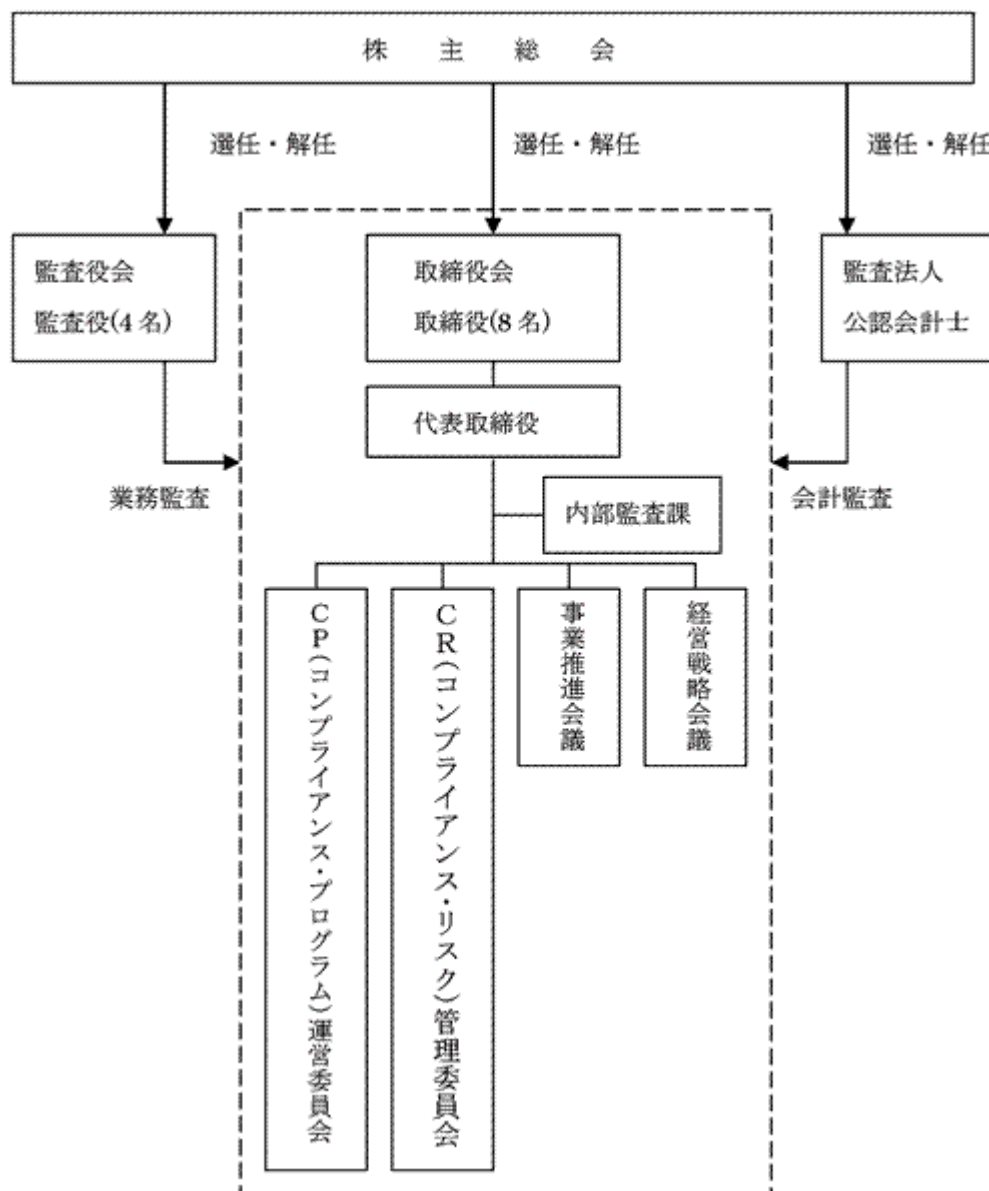 株主総会
選任・解任
選任・解任
選任・解任
監査役会
監査役(4名)
取締役会
取締役(8名)
監査法人
公認会計士
代表取締役
業務監査
会計監査
内部監査課
CP(コンプライアンス・プログラム)運営委員会
CR(コンプライアンス・リスク)管理委員会
事業推進会議
経営戦略会議